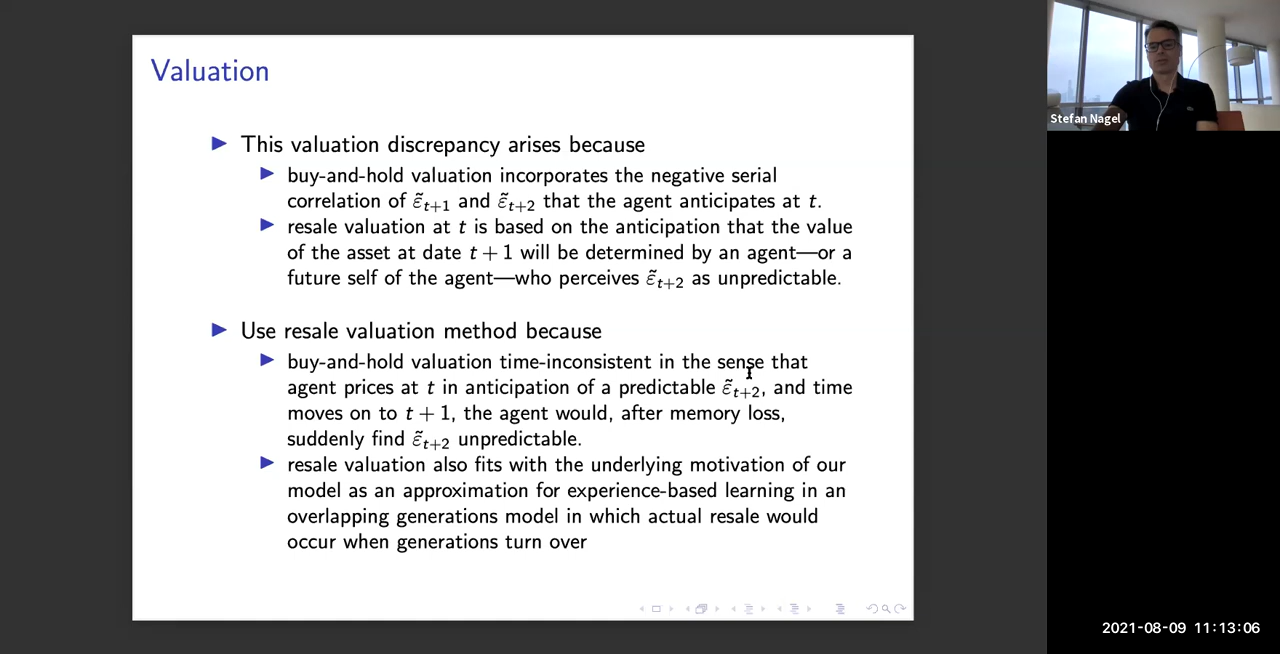 Valuation
▶ This valuation discrepancy arises because
▶ buy-and-hold valuation incorporates the negative serial
correlation of ε̃ₜ₊₁ and ε̃ₜ₊₂ that the agent anticipates at t.
▶ resale valuation at t is based on the anticipation that the value
of the asset at date t + 1 will be determined by an agent—or a
future self of the agent—who perceives ε̃ₜ₊₂ as unpredictable.
▶ Use resale valuation method because
▶ buy-and-hold valuation time-inconsistent in the sense that
agent prices at t in anticipation of a predictable ε̃ₜ₊₂, and time
moves on to t + 1, the agent would, after memory loss,
suddenly find ε̃ₜ₊₂ unpredictable.
▶ resale valuation also fits with the underlying motivation of our
model as an approximation for experience-based learning in an
overlapping generations model in which actual resale would
occur when generations turn over
Stefan Nagel
2021-08-09 11:13:06